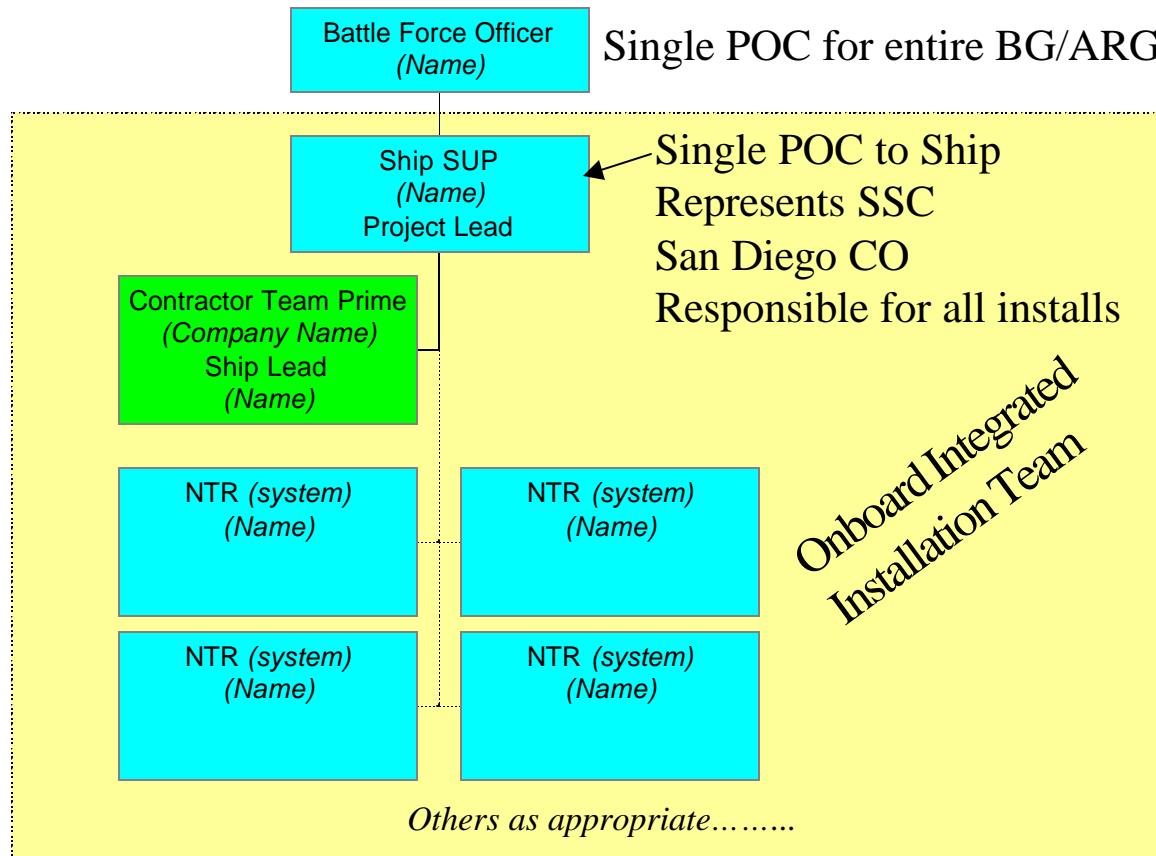 Battle Force Officer
(Name)
Single POC for entire BG/ARG
Ship SUP
(Name)
Project Lead
Single POC to Ship
Represents SSC
San Diego CO
Responsible for all installs
Contractor Team Prime
(Company Name)
Ship Lead
(Name)
Onboard Integrated
Installation Team
NTR (system)
(Name)
NTR (system)
(Name)
NTR (system)
(Name)
NTR (system)
(Name)
Others as appropriate……...